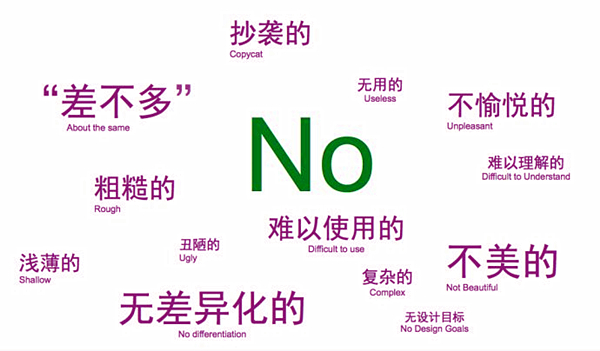 抄袭的
Copycat
无用的
Useless
“差不多”
About the same
不愉悦的
Unpleasant
No
难以理解的
Difficult to Understand
粗糙的
Rough
难以使用的
Difficult to use
丑陋的
Ugly
浅薄的
Shallow
不美的
Not Beautiful
复杂的
Complex
无差异化的
No differentiation
无设计目标
No Design Goals